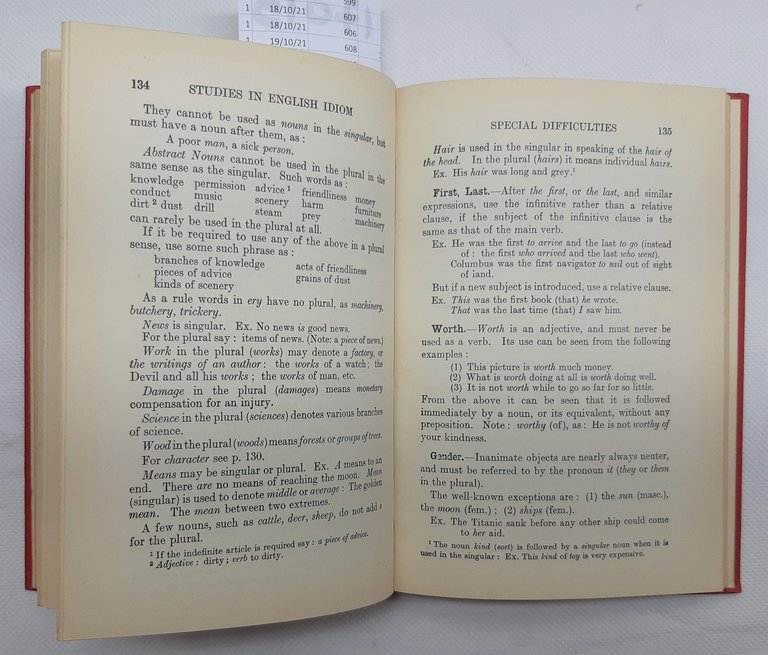 599
1 18/10/21 607
1 18/10/21 606
1 19/10/21 608
134 STUDIES IN ENGLISH IDIOM
They cannot be used as nouns in the singular, but
must have a noun after them, as :
A poor man, a sick person.
Abstract Nouns cannot be used in the plural in the
same sense as the singular. Such words as :
knowledge permission advice¹ friendliness money
conduct music scenery harm furniture
dirt² dust drill steam prey machinery
can rarely be used in the plural at all.
If it be required to use any of the above in a plural
sense, use some such phrase as :
branches of knowledge acts of friendliness
pieces of advice grains of dust
kinds of scenery
As a rule words in ery have no plural, as machinery,
butchery, trickery.
News is singular. Ex. No news is good news.
For the plural say : items of news. (Note: a piece of news.)
Work in the plural (works) may denote a factory, or
the writings of an author : the works of a watch; the
Devil and all his works ; the works of man, etc.
Damage in the plural (damages) means monetary
compensation for an injury.
Science in the plural (sciences) denotes various branches
of science.
Wood in the plural (woods) means forests or groups of trees.
For character see p. 130.
Means may be singular or plural. Ex. A means to an
end. There are no means of reaching the moon. Mean
(singular) is used to denote middle or average : The golden
mean. The mean between two extremes.
A few nouns, such as cattle, deer, sheep, do not add s
for the plural.
¹ If the indefinite article is required say : a piece of advice.
² Adjective : dirty ; verb to dirty.
SPECIAL DIFFICULTIES 135
Hair is used in the singular in speaking of the hair of
the head. In the plural (hairs) it means individual hairs.
Ex. His hair was long and grey.¹
First, Last.—After the first, or the last, and similar
expressions, use the infinitive rather than a relative
clause, if the subject of the infinitive clause is the
same as that of the main verb.
Ex. He was the first to arrive and the last to go (instead
of : the first who arrived and the last who went).
Columbus was the first navigator to sail out of sight
of land.
But if a new subject is introduced, use a relative clause.
Ex. This was the first book (that) he wrote.
That was the last time (that) I saw him.
Worth.—Worth is an adjective, and must never be
used as a verb. Its use can be seen from the following
examples :
(1) This picture is worth much money.
(2) What is worth doing at all is worth doing well.
(3) It is not worth while to go so far for so little.
From the above it can be seen that it is followed
immediately by a noun, or its equivalent, without any
preposition. Note : worthy (of), as : He is not worthy of
your kindness.
Gender.—Inanimate objects are nearly always neuter,
and must be referred to by the pronoun it (they or them
in the plural).
The well-known exceptions are : (1) the sun (masc.),
the moon (fem.) ; (2) ships (fem.).
Ex. The Titanic sank before any other ship could come
to her aid.
¹ The noun kind (sort) is followed by a singular noun when it is
used in the singular : Ex. This kind of toy is very expensive.